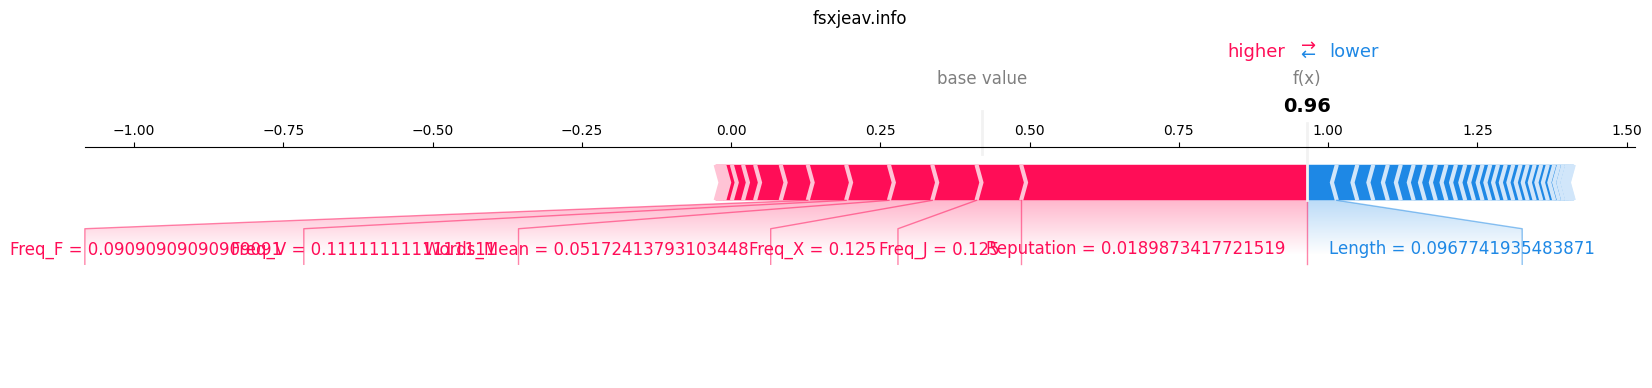 fsxjeav.info
higher → ← lower
base value f(x)
0.96
−1.00 −0.75 −0.50 −0.25 0.00 0.25 0.50 0.75 1.00 1.25 1.50
Freq_F = 0.09090909090909091 Freq_V = 0.1111111111111111 Words_Mean = 0.05172413793103448 Freq_X = 0.125 Freq_J = 0.125 Reputation = 0.0189873417721519 Length = 0.0967741935483871